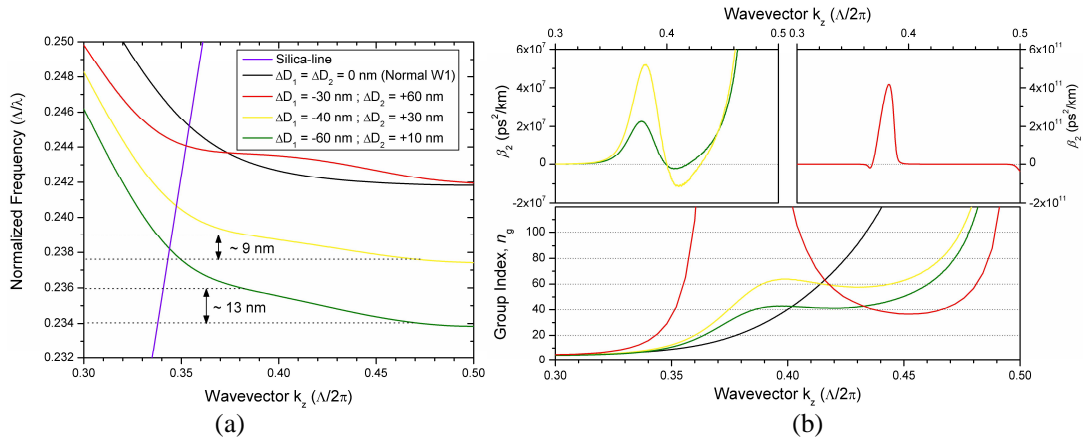 0.250
0.248
0.246
0.244
0.242
0.240
0.238
0.236
0.234
0.232
Normalized Frequency (Λ/λ)
Silica-line
ΔD1 = ΔD2 = 0 nm (Normal W1)
ΔD1 = -30 nm ; ΔD2 = +60 nm
ΔD1 = -40 nm ; ΔD2 = +30 nm
ΔD1 = -60 nm ; ΔD2 = +10 nm
~ 9 nm
~ 13 nm
0.30 0.35 0.40 0.45 0.50
Wavevector kz (Λ/2π)
(a)
Wavevector kz (Λ/2π)
0.3 0.4 0.5
0.3 0.4 0.5
6x10^7
4x10^7
2x10^7
0
-2x10^7
β2 (ps²/km)
6x10^11
4x10^11
2x10^11
0
-2x10^11
β2 (ps²/km)
100
80
60
40
20
0
Group Index, ng
0.30 0.35 0.40 0.45 0.50
Wavevector kz (Λ/2π)
(b)